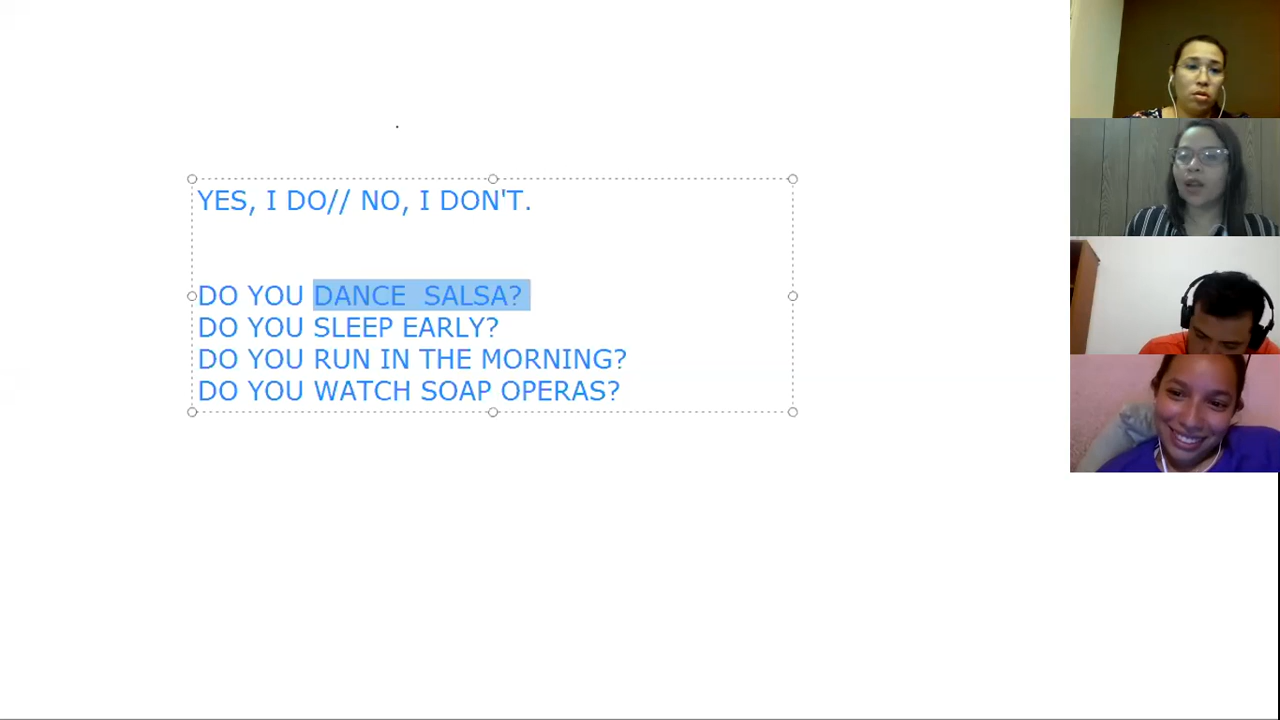 YES, I DO// NO, I DON'T.
DO YOU DANCE  SALSA?
DO YOU SLEEP EARLY?
DO YOU RUN IN THE MORNING?
DO YOU WATCH SOAP OPERAS?